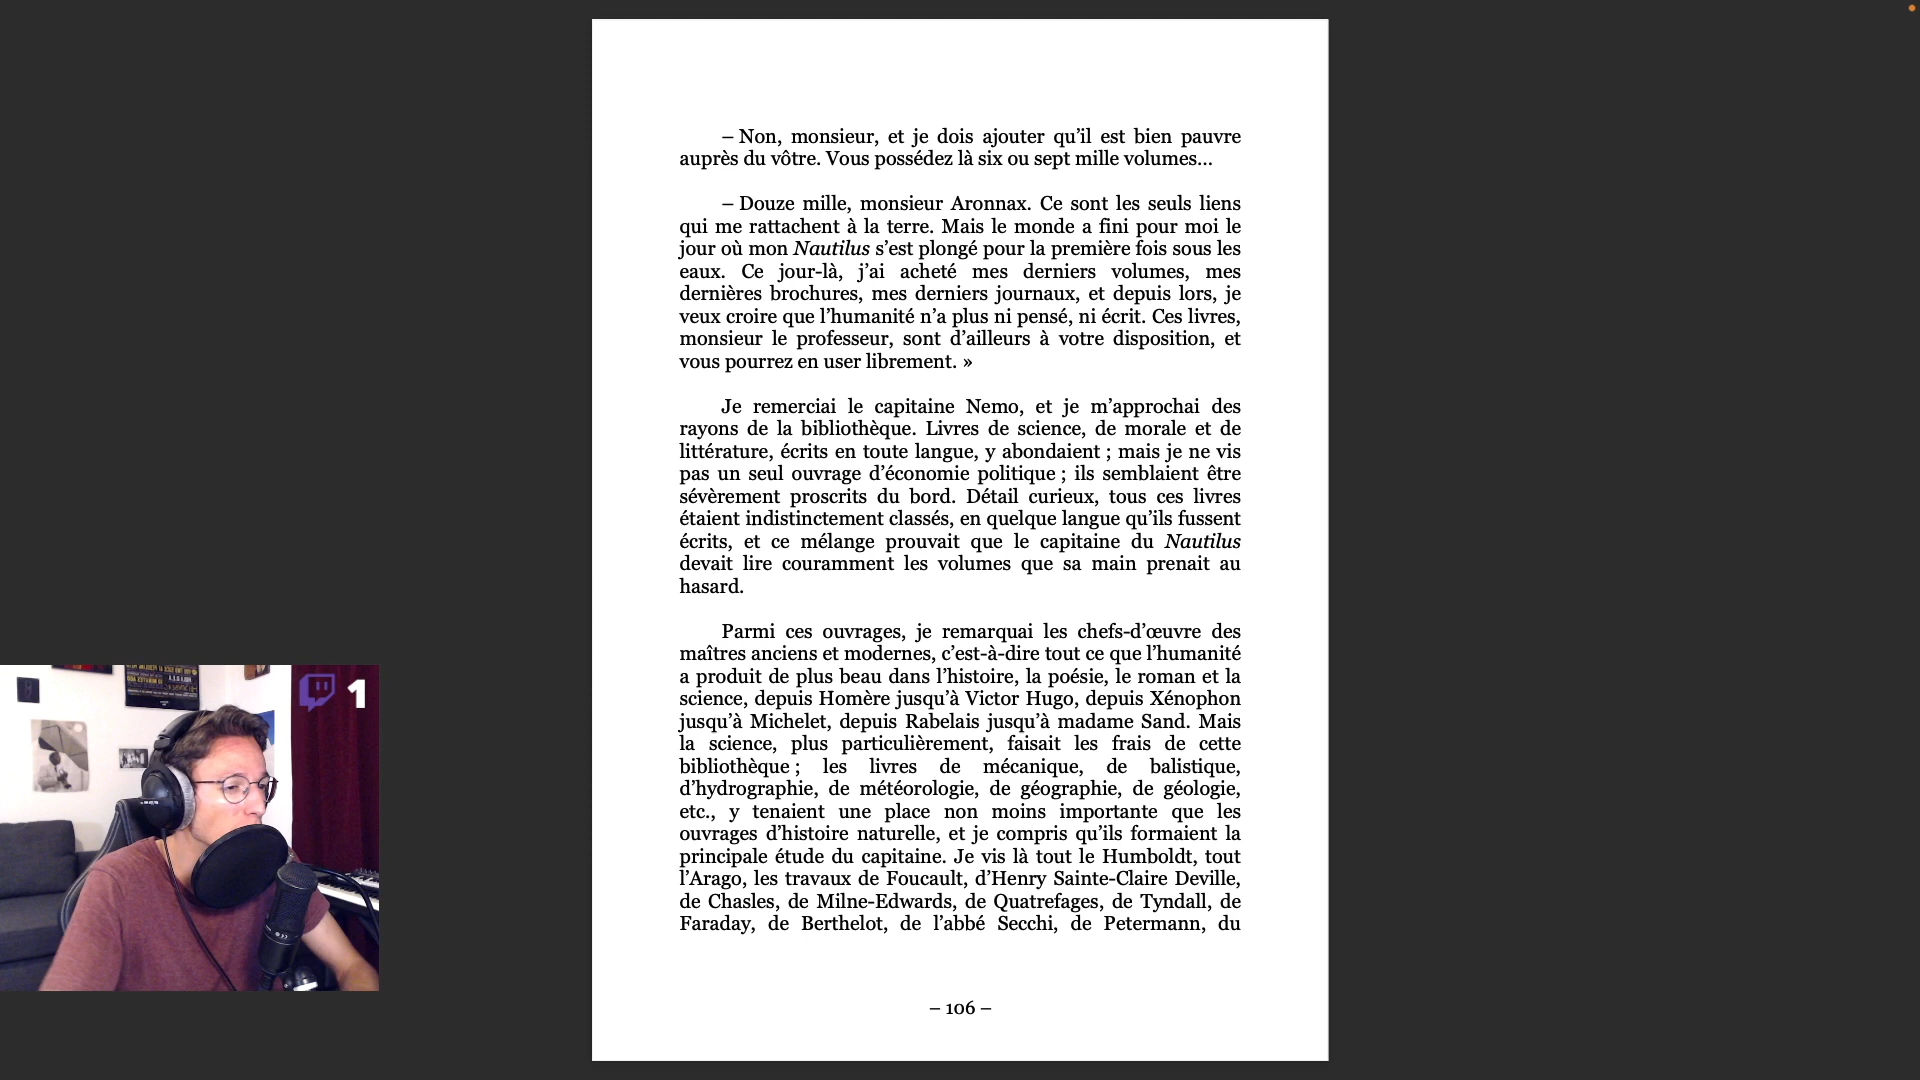 – Non, monsieur, et je dois ajouter qu’il est bien pauvre
auprès du vôtre. Vous possédez là six ou sept mille volumes…
– Douze mille, monsieur Aronnax. Ce sont les seuls liens
qui me rattachent à la terre. Mais le monde a fini pour moi le
jour où mon Nautilus s’est plongé pour la première fois sous les
eaux. Ce jour-là, j’ai acheté mes derniers volumes, mes
dernières brochures, mes derniers journaux, et depuis lors, je
veux croire que l’humanité n’a plus ni pensé, ni écrit. Ces livres,
monsieur le professeur, sont d’ailleurs à votre disposition, et
vous pourrez en user librement. »
Je remerciai le capitaine Nemo, et je m’approchai des
rayons de la bibliothèque. Livres de science, de morale et de
littérature, écrits en toute langue, y abondaient ; mais je ne vis
pas un seul ouvrage d’économie politique ; ils semblaient être
sévèrement proscrits du bord. Détail curieux, tous ces livres
étaient indistinctement classés, en quelque langue qu’ils fussent
écrits, et ce mélange prouvait que le capitaine du Nautilus
devait lire couramment les volumes que sa main prenait au
hasard.
Parmi ces ouvrages, je remarquai les chefs-d’œuvre des
maîtres anciens et modernes, c’est-à-dire tout ce que l’humanité
a produit de plus beau dans l’histoire, la poésie, le roman et la
science, depuis Homère jusqu’à Victor Hugo, depuis Xénophon
jusqu’à Michelet, depuis Rabelais jusqu’à madame Sand. Mais
la science, plus particulièrement, faisait les frais de cette
bibliothèque ; les livres de mécanique, de balistique,
d’hydrographie, de météorologie, de géographie, de géologie,
etc., y tenaient une place non moins importante que les
ouvrages d’histoire naturelle, et je compris qu’ils formaient la
principale étude du capitaine. Je vis là tout le Humboldt, tout
l’Arago, les travaux de Foucault, d’Henry Sainte-Claire Deville,
de Chasles, de Milne-Edwards, de Quatrefages, de Tyndall, de
Faraday, de Berthelot, de l’abbé Secchi, de Petermann, du
– 106 –
1